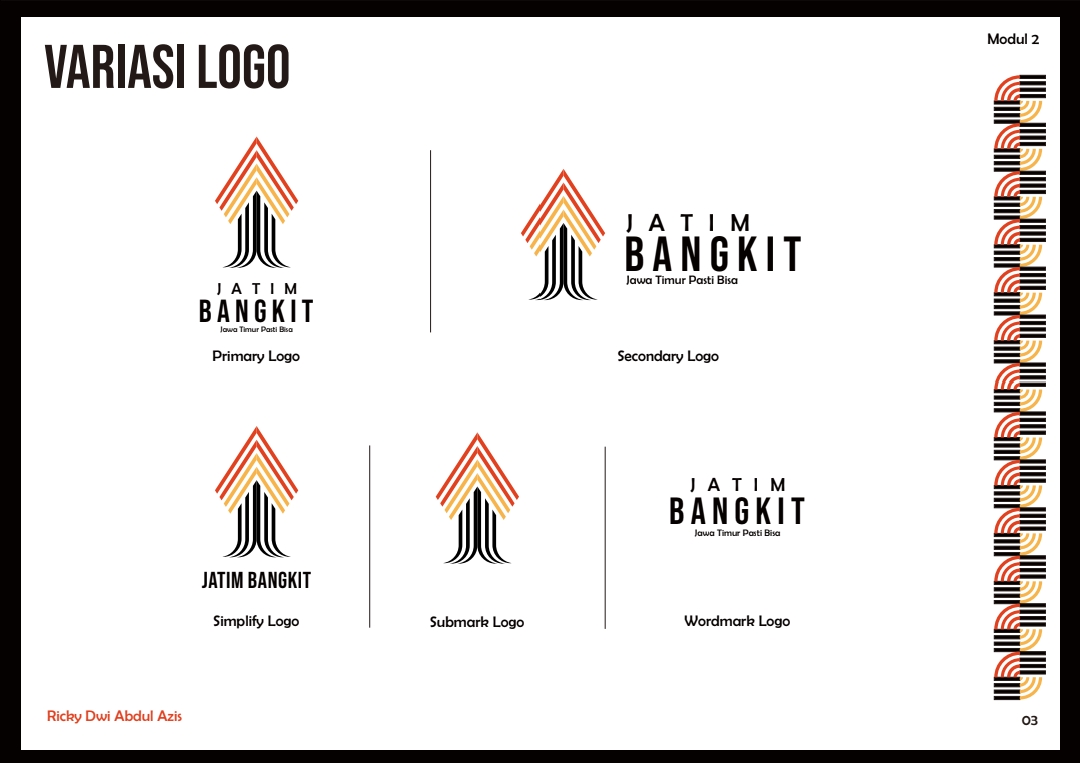 VARIASI LOGO
Modul 2
JATIM
BANGKIT
Jawa Timur Pasti Bisa
Primary Logo
JATIM
BANGKIT
Jawa Timur Pasti Bisa
Secondary Logo
JATIM BANGKIT
Simplify Logo
Submark Logo
JATIM
BANGKIT
Jawa Timur Pasti Bisa
Wordmark Logo
Ricky Dwi Abdul Azis
03